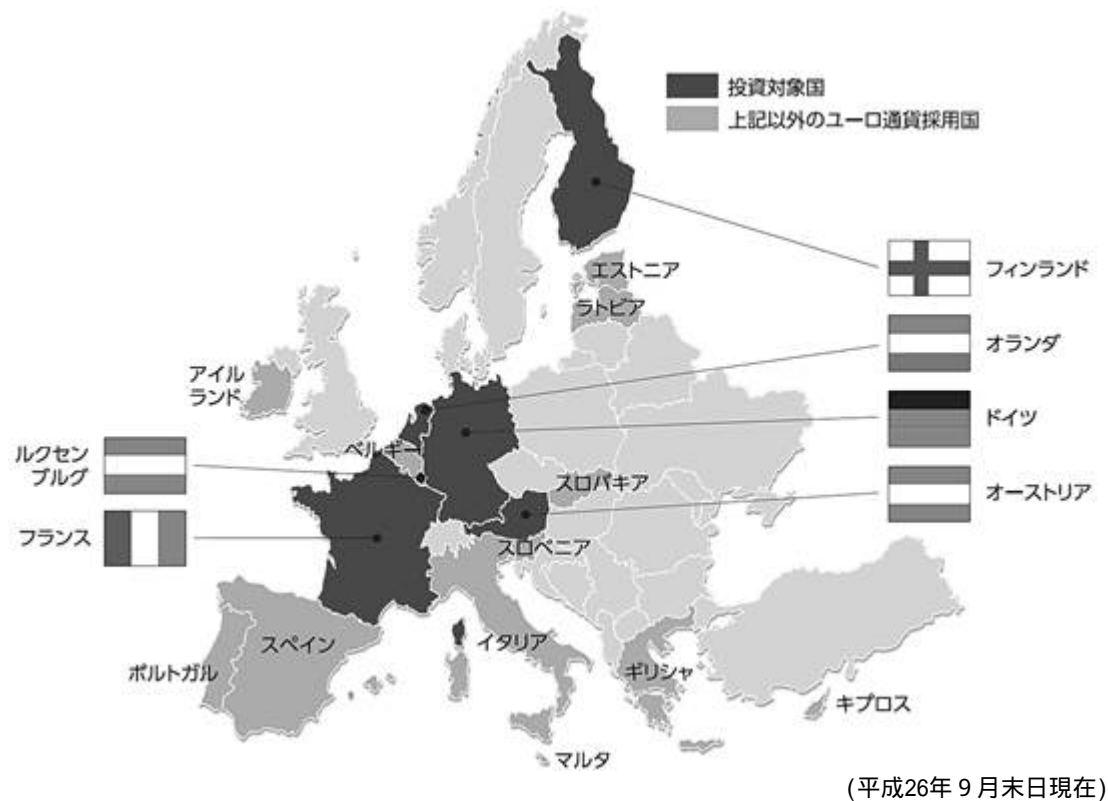 投資対象国
上記以外のユーロ通貨採用国
フィンランド
エストニア
ラトビア
オランダ
アイル
ランド
ドイツ
ベルギー
ルクセン
ブルグ
スロバキア
オーストリア
フランス
スロベニア
スペイン
イタリア
ポルトガル
ギリシャ
キプロス
マルタ
(平成26年9月末日現在)